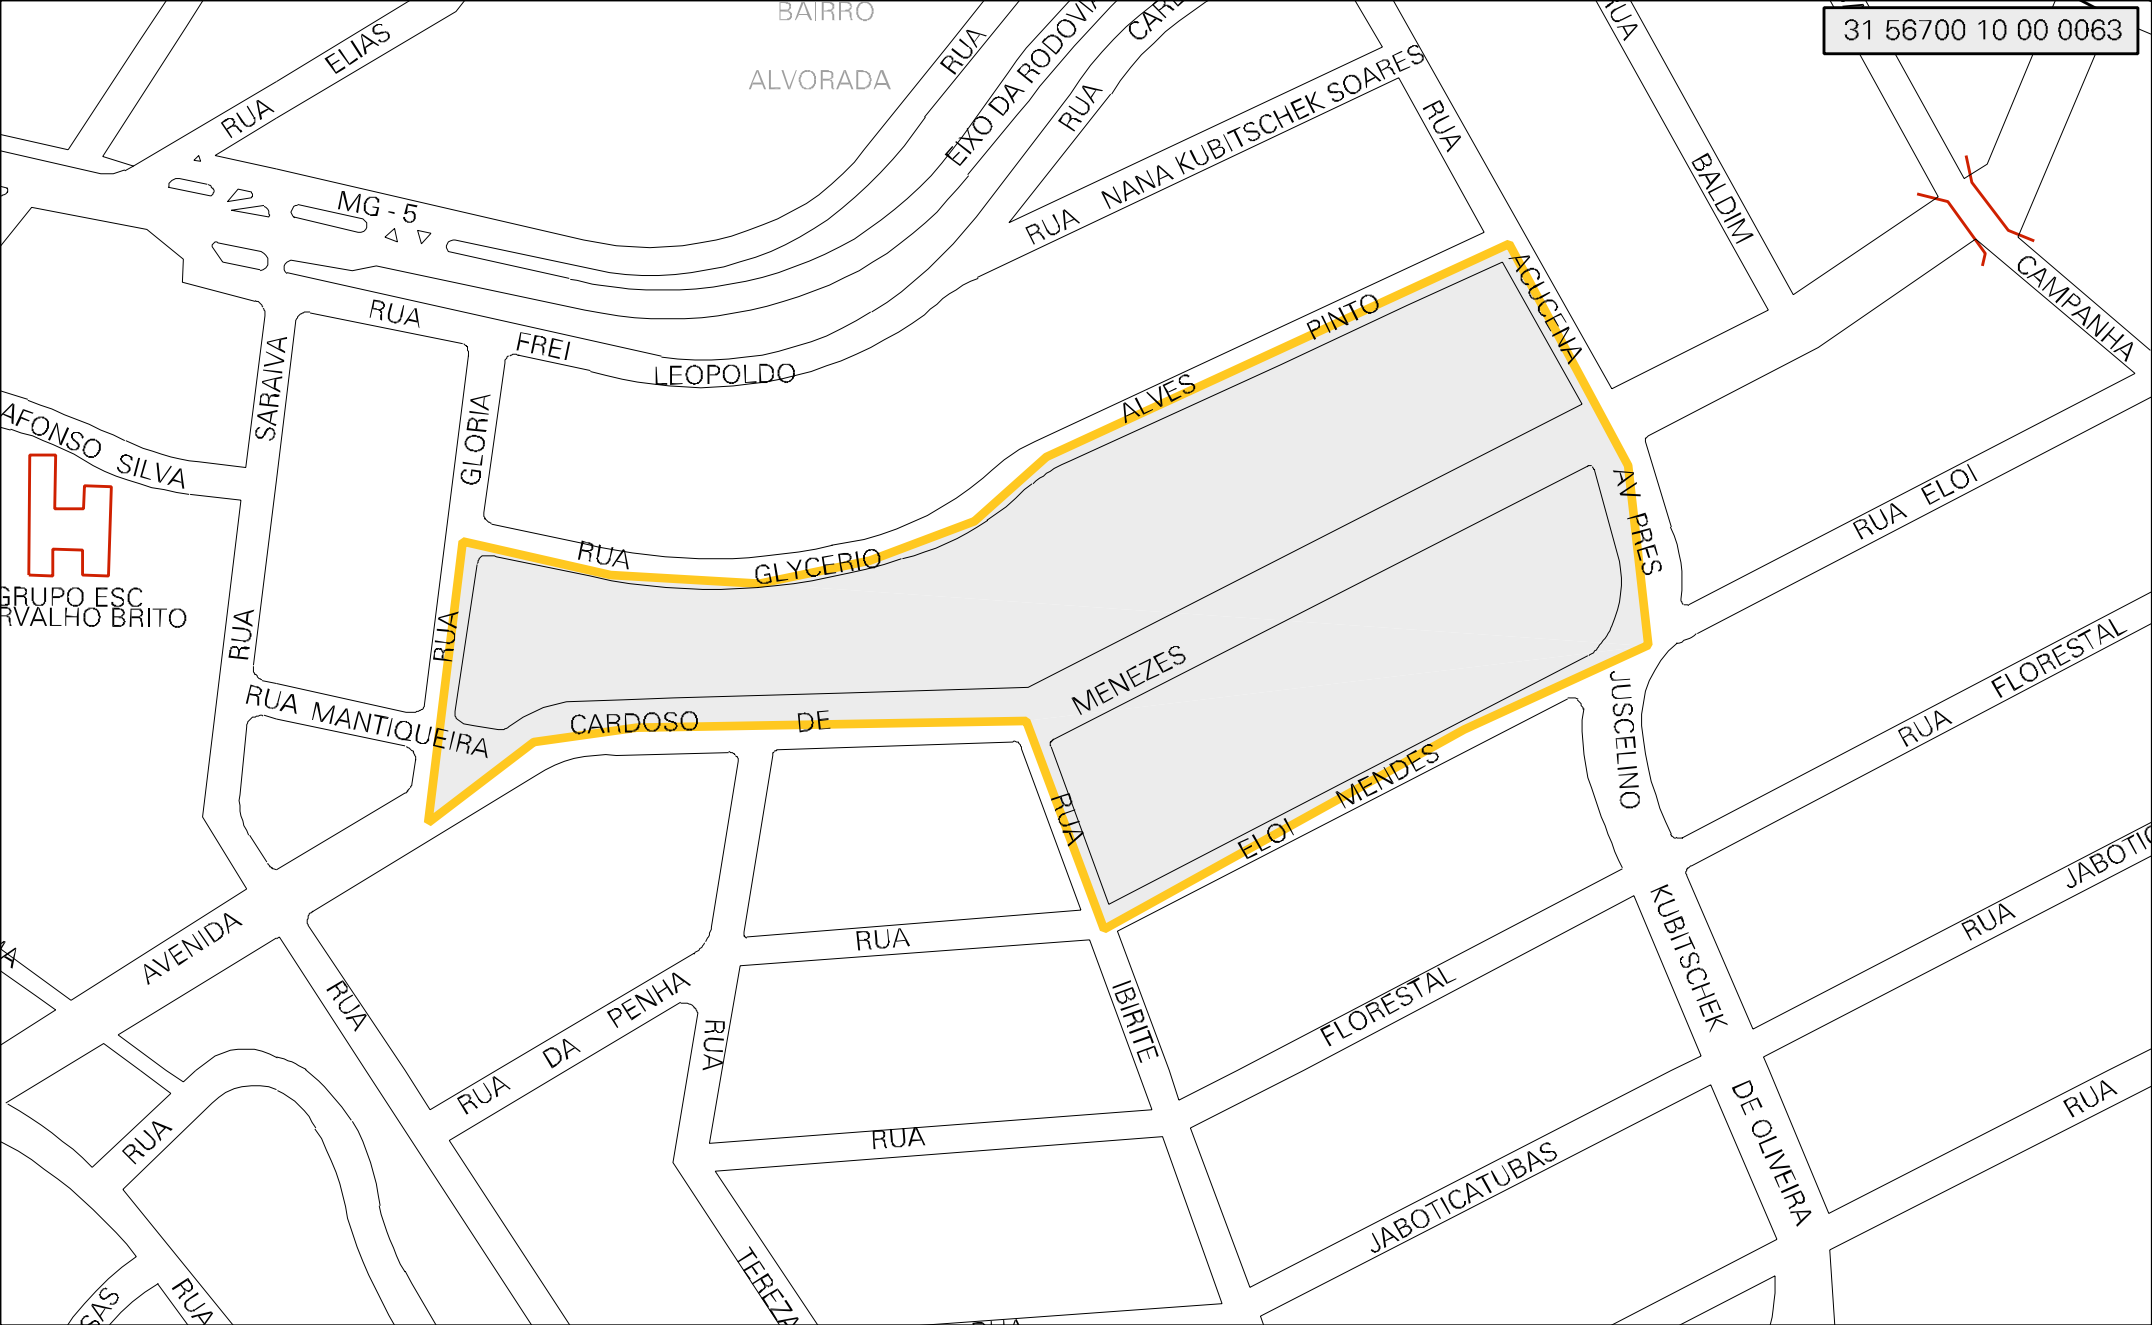 BAIRRO
ALVORADA
31 56700 10 00 0063
RUA ELIAS
RUA
EIXO DA RODOVIA
RUA
RUA NANA KUBITSCHEK SOARES
RUA ACUCENA
RUA BALDIM
CAMPANHA
MG - 5
RUA FREI LEOPOLDO
RUA SARAIVA
RUA GLORIA
AFONSO SILVA
GRUPO ESC
RVALHO BRITO
RUA GLYCERIO ALVES PINTO
RUA MANTIQUEIRA
AVENIDA CARDOSO DE MENEZES
AV PRES JUSCELINO KUBITSCHEK DE OLIVEIRA
RUA ELOI
ELOI MENDES
RUA IBIRITE
RUA FLORESTAL
FLORESTAL
RUA JABOTIC
JABOTICATUBAS
RUA
RUA
RUA
RUA DA PENHA
RUA TEREZA
RUA
RUA
RUA
GAS
RUA